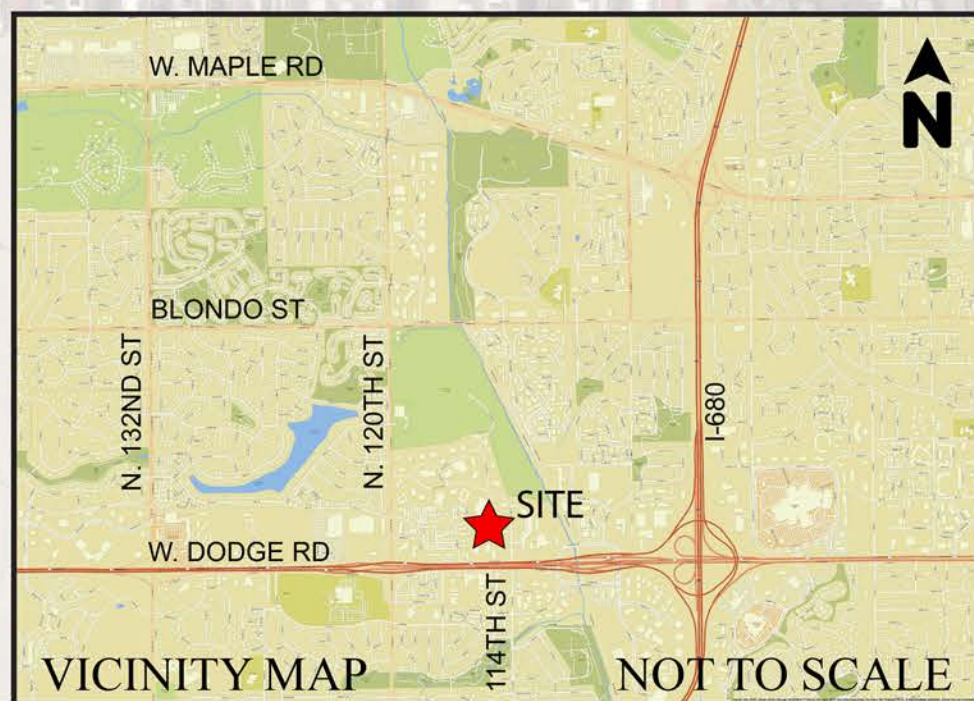 W. MAPLE RD
N
BLONDO ST
N. 132ND ST
N. 120TH ST
I-680
SITE
W. DODGE RD
114TH ST
VICINITY MAP
NOT TO SCALE